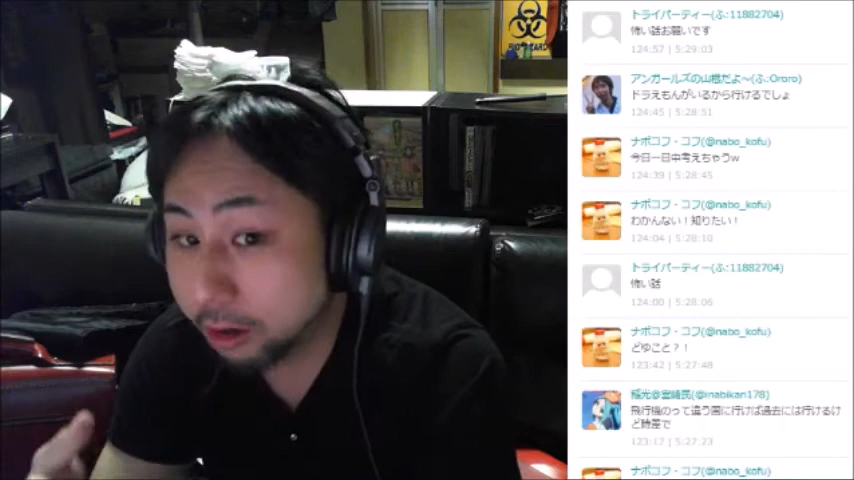 BIOHAZARD
トライパーティー(ふ:11882704)
怖い話お願いです
124:57 | 5:29:03
アンガールズの山根だよ～(ふ:Ororo)
ドラえもんがいるから行けるでしょ
124:45 | 5:28:51
ナポコフ・コフ(@nabo_kofu)
今日一日中考えちゃうw
124:39 | 5:28:45
ナポコフ・コフ(@nabo_kofu)
わかんない！知りたい！
124:04 | 5:28:10
トライパーティー(ふ:11882704)
怖い話
124:00 | 5:28:06
ナポコフ・コフ(@nabo_kofu)
どゆこと？！
123:42 | 5:27:48
稲光@宮崎民(@inabikari178)
飛行機のって違う国に行けば過去には行けるけ
ど時差で
123:17 | 5:27:23
ナポコフ・コフ(@nabo_kofu)